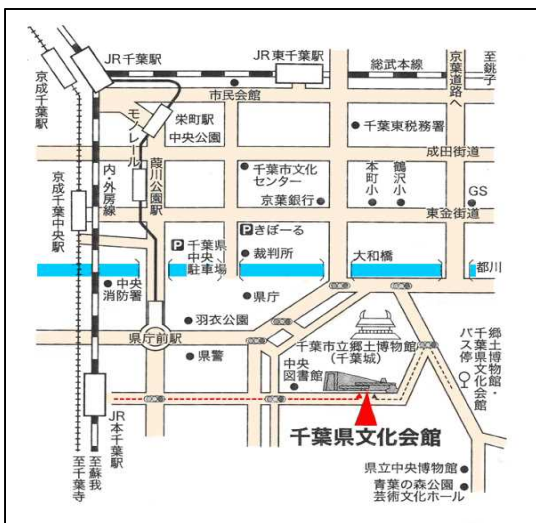 JR千葉駅
JR東千葉駅
総武本線
京葉道路へ
至銚子
京成千葉駅
市民会館
モノレール
栄町駅
中央公園
千葉東税務署
成田街道
内・外房線
葭川公園駅
千葉市文化
センター
本町小
鶴沢小
京葉銀行
GS
京成千葉中央駅
東金街道
P
千葉県
中央
駐車場
Pきぼーる
裁判所
大和橋
都川
中央
消防署
県庁
羽衣公園
県庁前駅
県警
千葉市立郷土博物館
(千葉城)
中央
図書館
郷土博物館・
千葉県文化会館
バス停
JR本千葉駅
千葉県文化会館
至蘇我
至千葉寺
県立中央博物館
青葉の森公園
芸術文化ホール